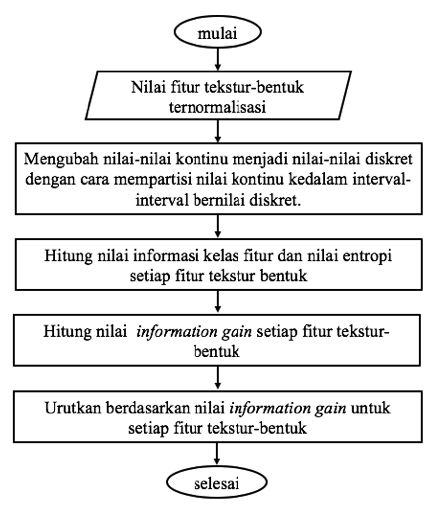 mulai
Nilai fitur tekstur-bentuk
ternormalisasi
Mengubah nilai-nilai kontinu menjadi nilai-nilai diskret
dengan cara mempartisi nilai kontinu kedalam interval-
interval bernilai diskret.
Hitung nilai informasi kelas fitur dan nilai entropi
setiap fitur tekstur bentuk
Hitung nilai information gain setiap fitur tekstur-
bentuk
Urutkan berdasarkan nilai information gain untuk
setiap fitur tekstur-bentuk
selesai